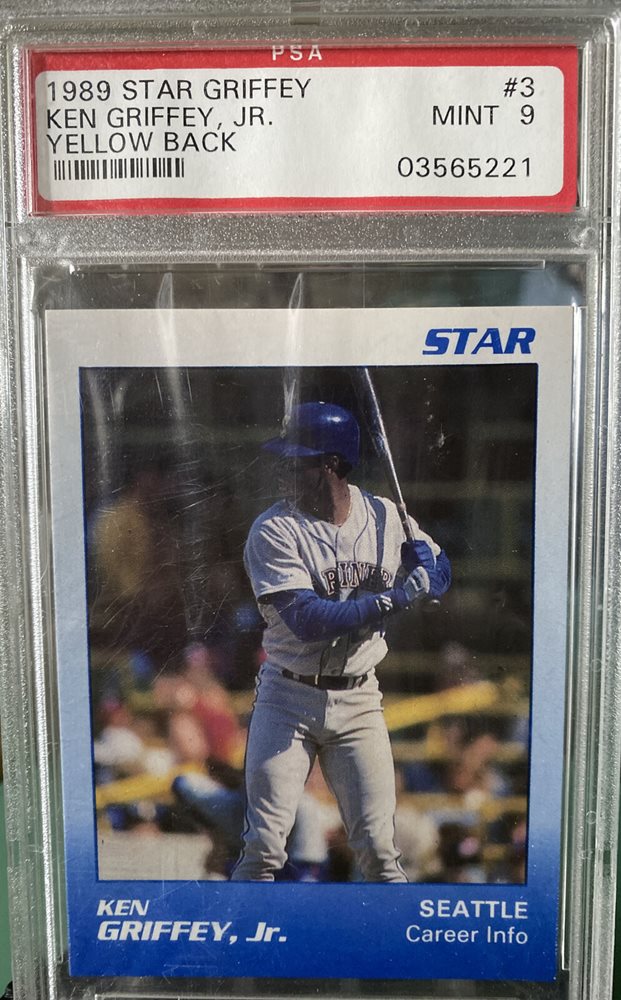 PSA
1989 STAR GRIFFEY #3
KEN GRIFFEY, JR. MINT 9
YELLOW BACK
03565221
STAR
KEN
GRIFFEY, Jr.
SEATTLE
Career Info